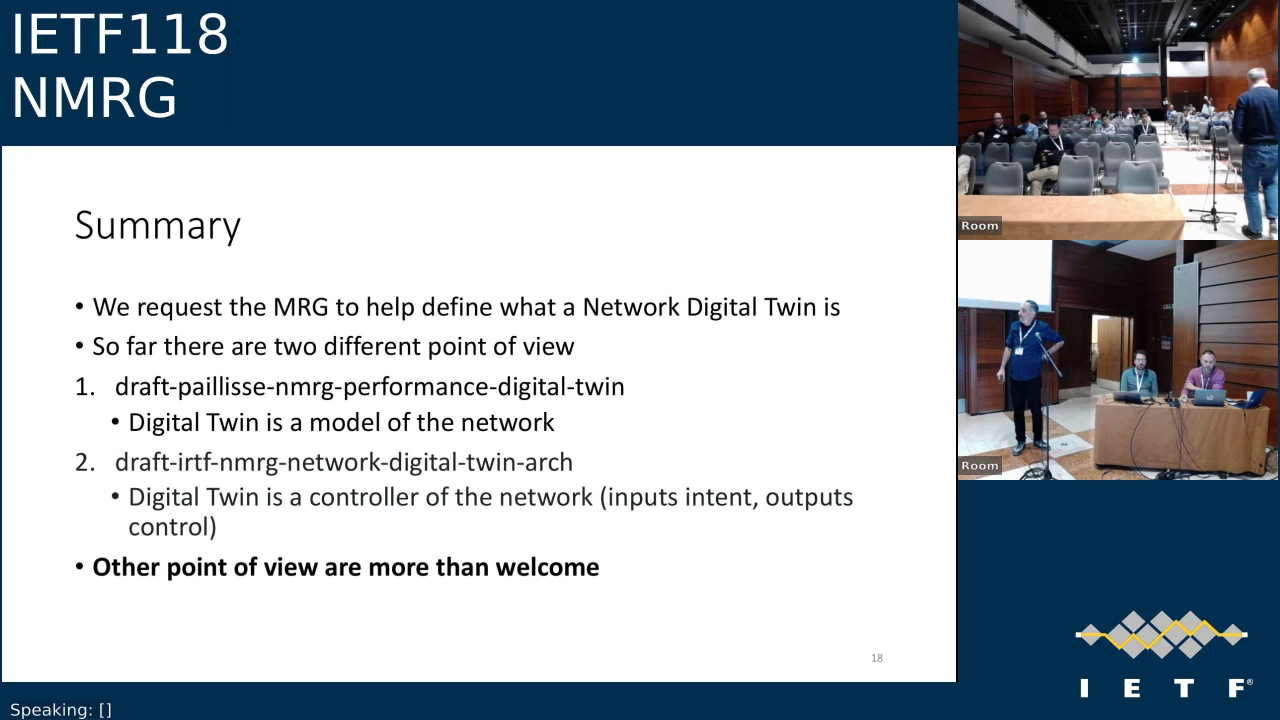 IETF118
NMRG
Summary
• We request the MRG to help define what a Network Digital Twin is
• So far there are two different point of view
1. draft-paillisse-nmrg-performance-digital-twin
• Digital Twin is a model of the network
2. draft-irtf-nmrg-network-digital-twin-arch
• Digital Twin is a controller of the network (inputs intent, outputs
control)
• Other point of view are more than welcome
18
Room
Room
I E T F®
Speaking: []